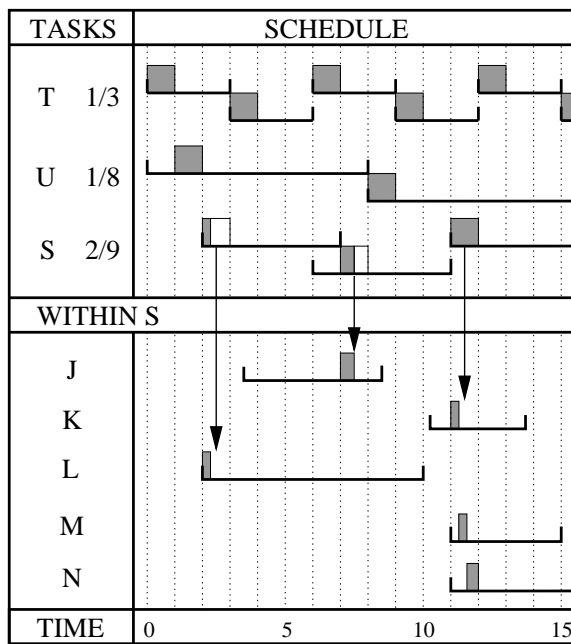 TASKS SCHEDULE
T 1/3
U 1/8
S 2/9
WITHIN S
J
K
L
M
N
TIME 0 5 10 15